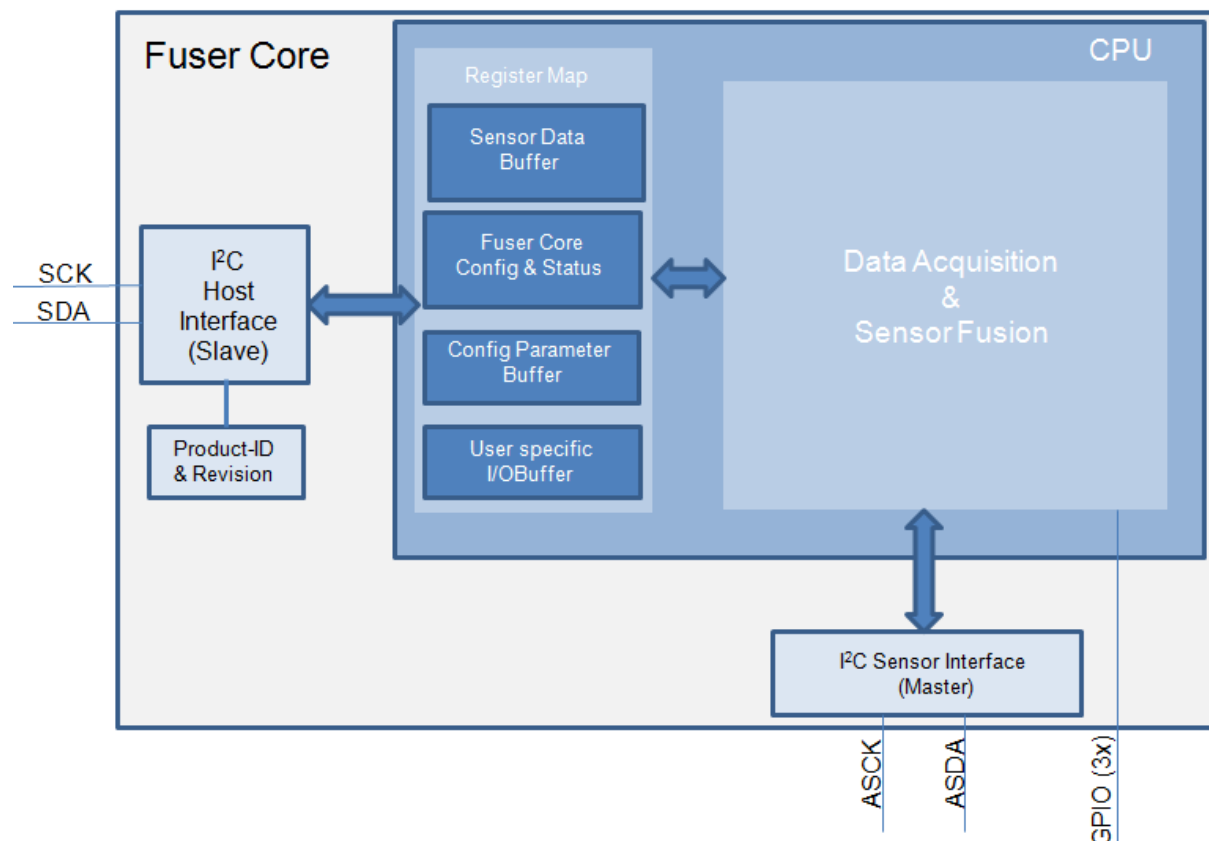 Fuser Core
CPU
Register Map
Sensor Data
Buffer
Fuser Core
Config & Status
Config Parameter
Buffer
User specific
I/OBuffer
Data Acquisition
&
Sensor Fusion
SCK
SDA
I²C
Host
Interface
(Slave)
Product-ID
& Revision
I²C Sensor Interface
(Master)
ASCK
ASDA
GPIO (3x)